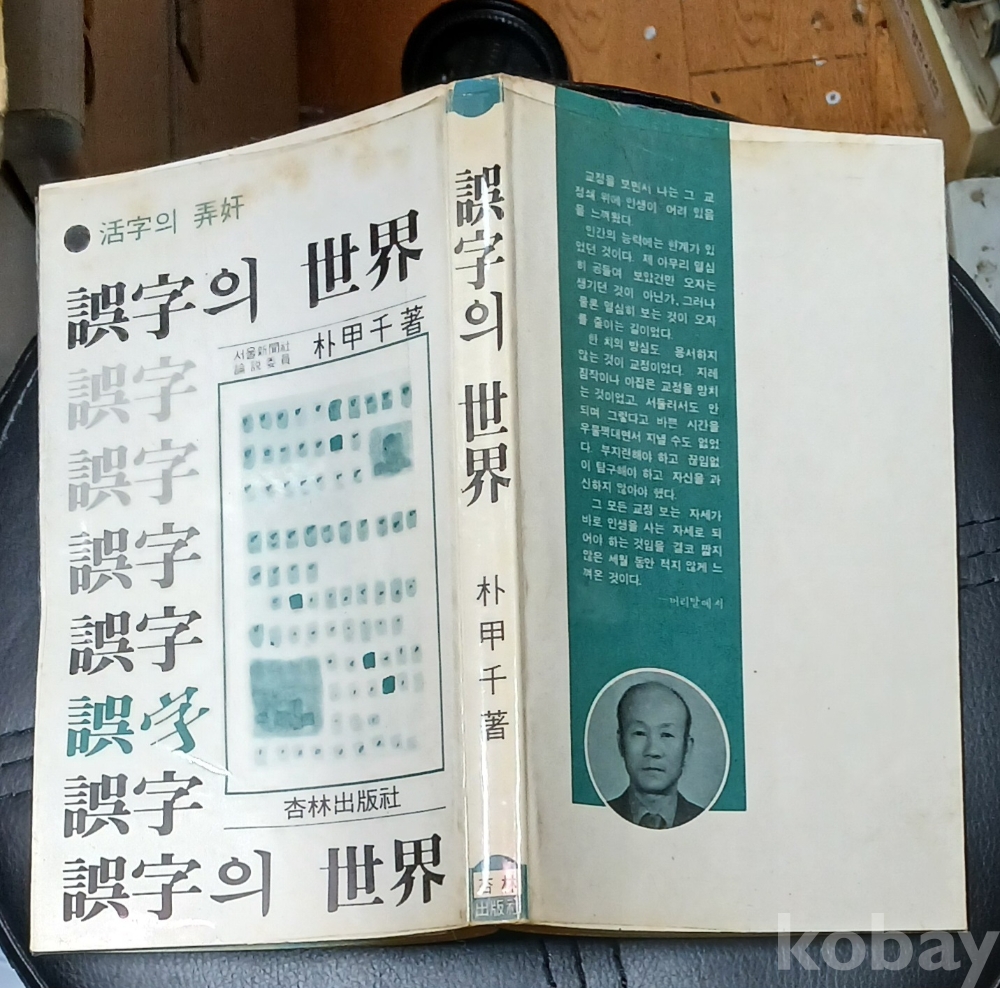 活字의 弄奸
誤字의 世界
서울新聞社
論說委員
朴甲千著
誤字
誤字
誤字
誤字
誤字
誤字
杏林出版社
誤字의 世界
誤字의 世界
朴甲千著
杏林
出版社
교정을 보면서 나는 그 교
정쇄 위에 인생이 어려 있음
을 느껴왔다.
인간의 능력에는 한계가 있
었던 것이다. 제 아무리 열심
히 공들여 보았건만 오자는
생기던 것이 아닌가. 그러나
물론 열심히 보는 것이 오자
를 줄이는 길이었다.
한 치의 방심도 용서하지
않는 것이 교정이었다. 지레
짐작이나 아집은 교정을 망치
는 것이었고, 서둘러서도 안
되며 그렇다고 바쁜 시간을
우물쩍대면서 지낼 수도 없었
다. 부지런해야 하고 끊임없
이 탐구해야 하고 자신을 과
신하지 않아야 했다.
그 모든 교정 보는 자세가
바로 인생을 사는 자세로 되
어야 하는 것임을 결코 짧지
않은 세월 동안 적지 않게 느
껴온 것이다.
—머리말에서
kobay